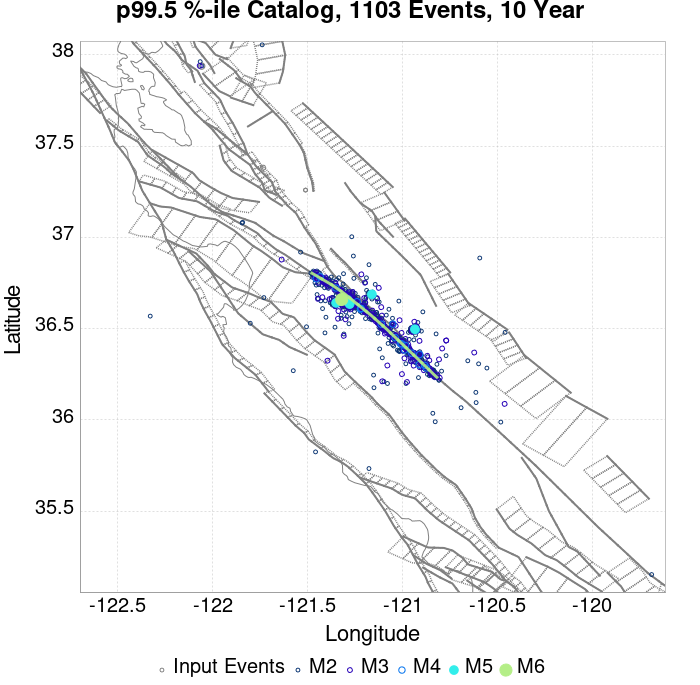 p99.5 %-ile Catalog, 1103 Events, 10 Year
38
37.5
37
36.5
36
35.5
Latitude
-122.5 -122 -121.5 -121 -120.5 -120
Longitude
Input Events M2 M3 M4 M5 M6